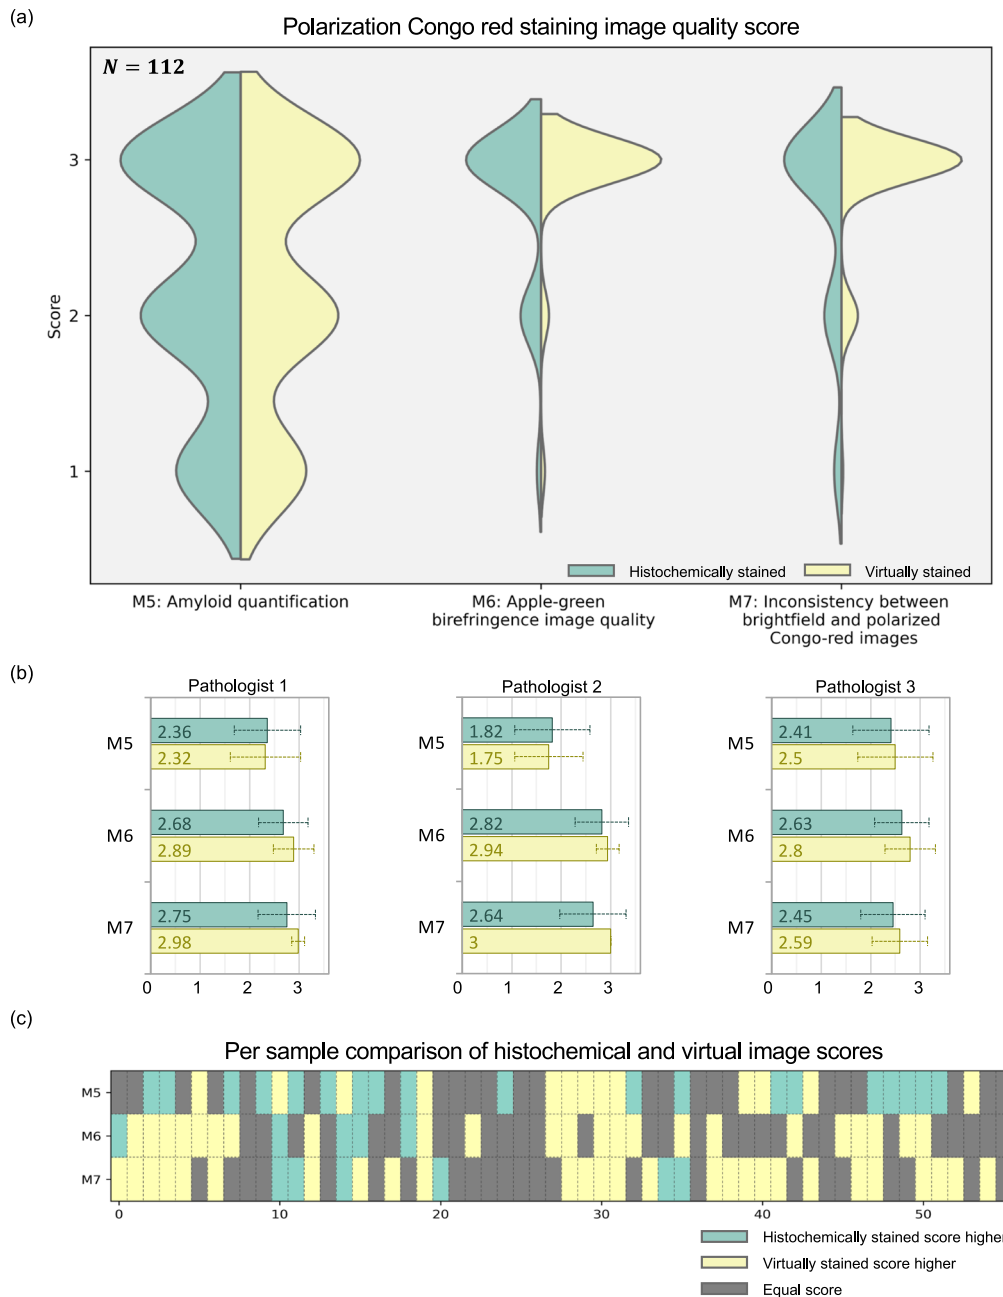 (a)
Polarization Congo red staining image quality score
N = 112
3
2
1
Score
Histochemically stained
Virtually stained
M5: Amyloid quantification
M6: Apple-green
birefringence image quality
M7: Inconsistency between
brightfield and polarized
Congo-red images
(b)
Pathologist 1
M5
2.36
2.32
M6
2.68
2.89
M7
2.75
2.98
0 1 2 3
Pathologist 2
M5
1.82
1.75
M6
2.82
2.94
M7
2.64
3
0 1 2 3
Pathologist 3
M5
2.41
2.5
M6
2.63
2.8
M7
2.45
2.59
0 1 2 3
(c)
Per sample comparison of histochemical and virtual image scores
M5
M6
M7
0 10 20 30 40 50
Histochemically stained score higher
Virtually stained score higher
Equal score